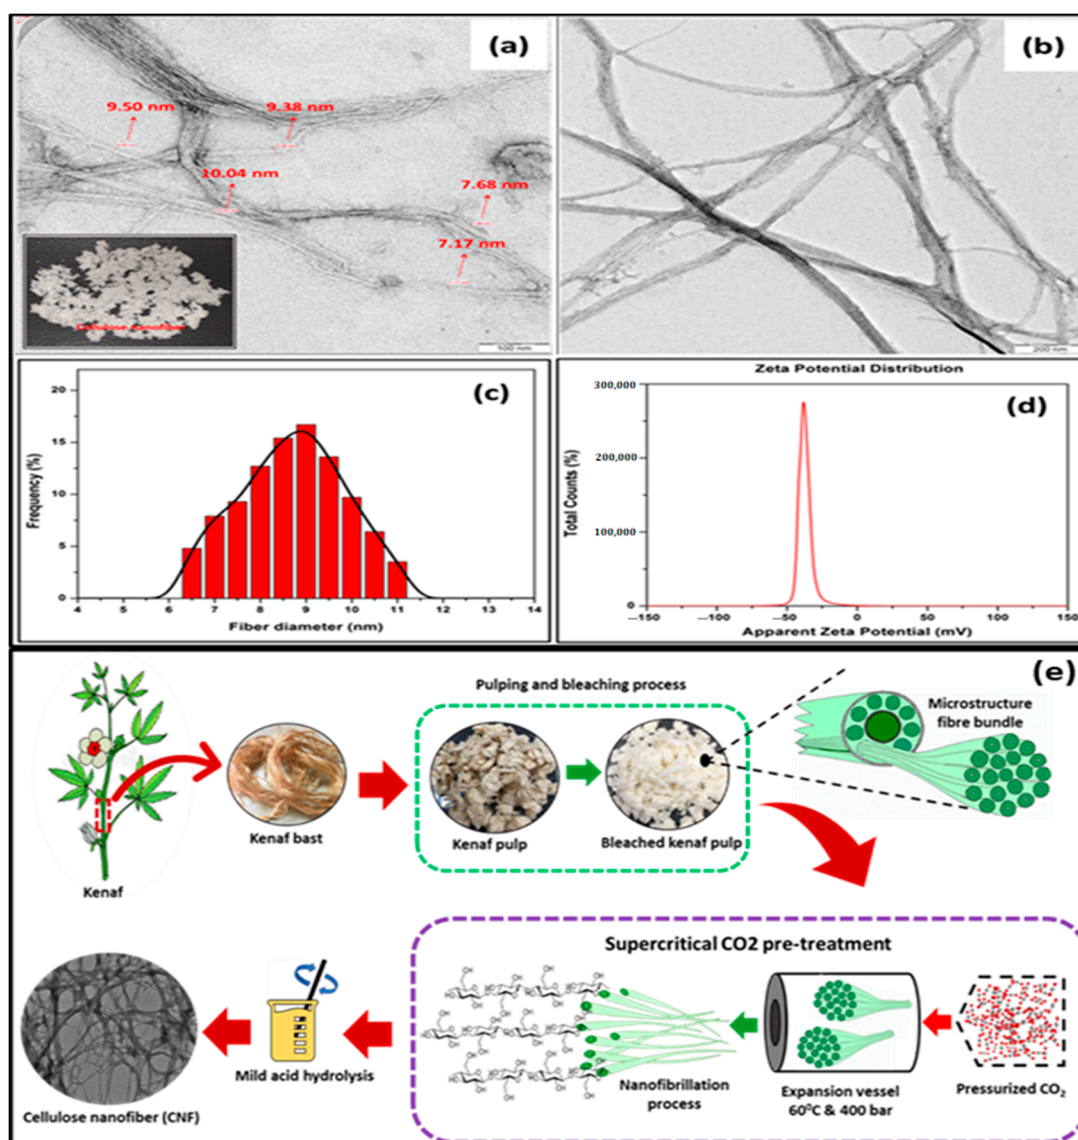 (a)
9.50 nm
9.38 nm
10.04 nm
7.68 nm
7.17 nm
Cellulose nanofiber
100 nm
(b)
200 nm
(c)
Frequency (%)
20
15
10
5
0
4 5 6 7 8 9 10 11 12 13 14
Fiber diameter (nm)
Zeta Potential Distribution
(d)
Total Counts (%)
300,000
200,000
100,000
0
−150 −100 −50 0 50 100 150
Apparent Zeta Potential (mV)
(e)
Pulping and bleaching process
Microstructure
fibre bundle
Kenaf bast
Kenaf pulp
Bleached kenaf pulp
Kenaf
Supercritical CO2 pre-treatment
Mild acid hydrolysis
Nanofibrillation
process
Expansion vessel
60⁰C & 400 bar
Pressurized CO₂
Cellulose nanofiber (CNF)